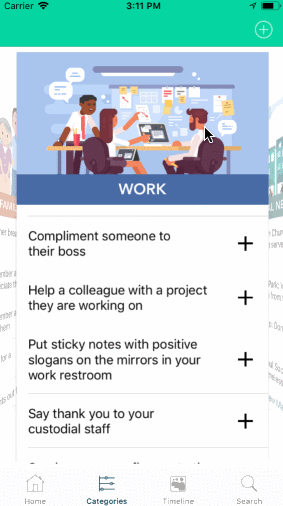 Carrier 3:11 PM
FAMI
WORK
Compliment someone to
their boss
Help a colleague with a project
they are working on
Put sticky notes with positive
slogans on the mirrors in your
work restroom
Say thank you to your
custodial staff
Home Categories Timeline Search